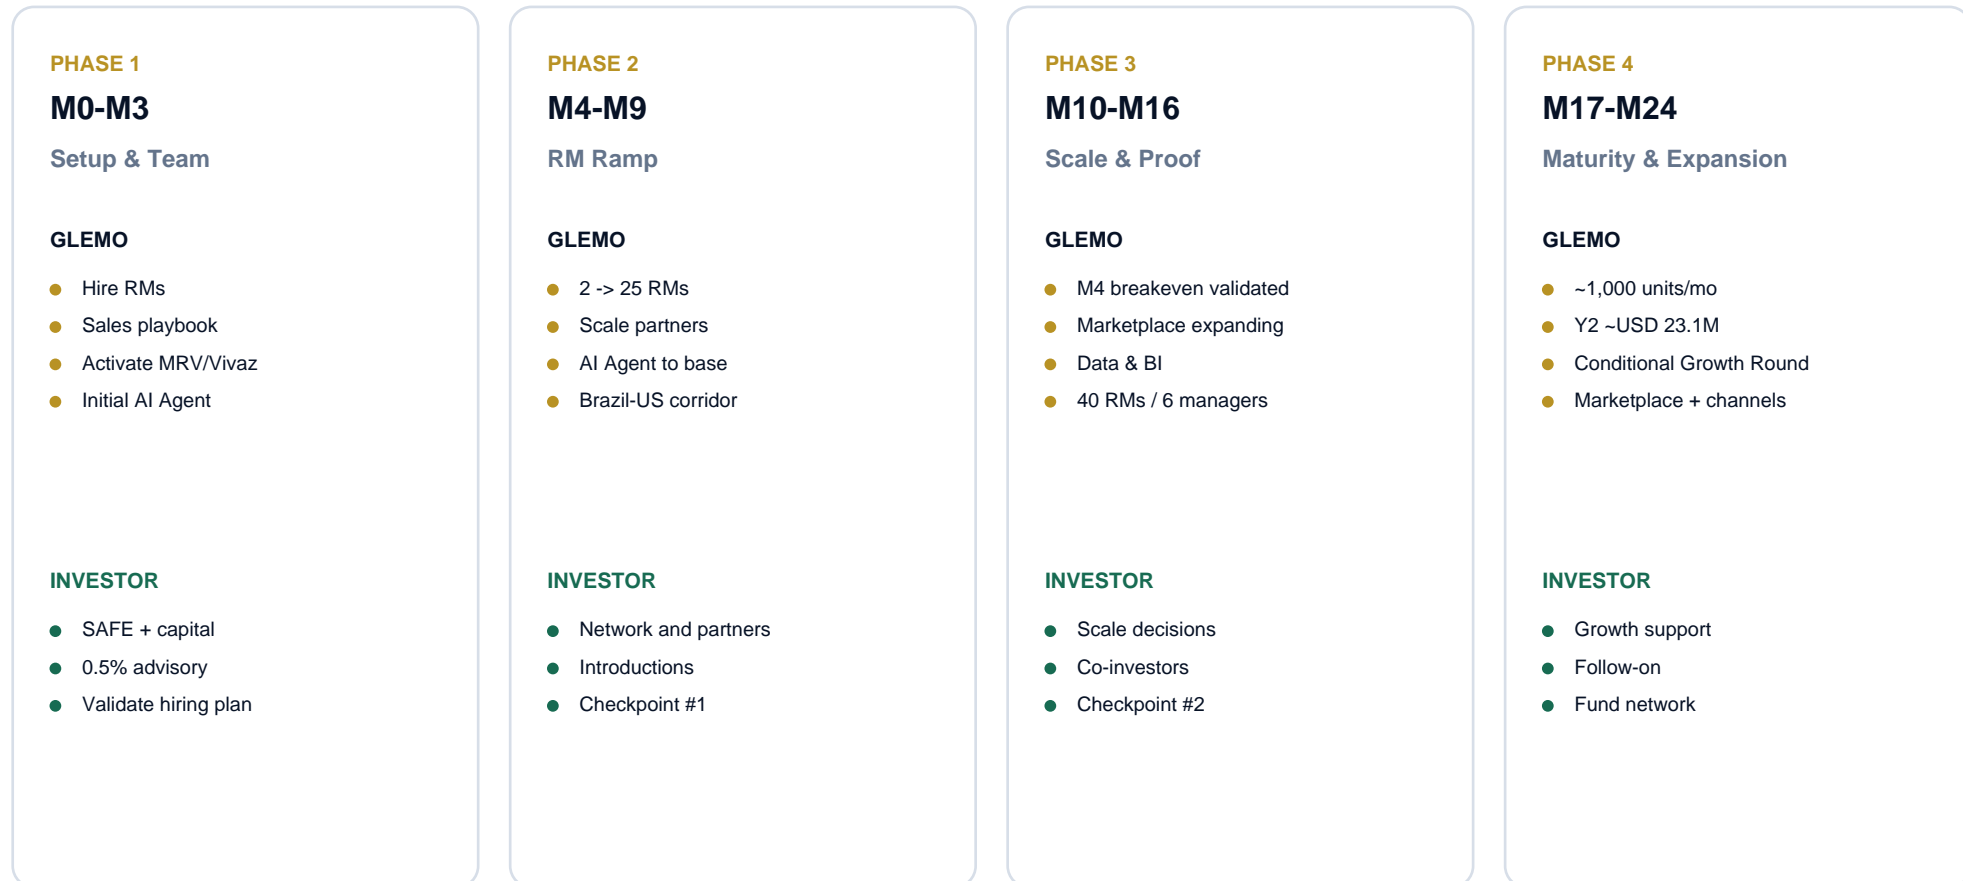 PHASE 1
M0-M3
Setup & Team
GLEMO
Hire RMs
Sales playbook
Activate MRV/Vivaz
Initial AI Agent
INVESTOR
SAFE + capital
0.5% advisory
Validate hiring plan
PHASE 2
M4-M9
RM Ramp
GLEMO
2 -> 25 RMs
Scale partners
AI Agent to base
Brazil-US corridor
INVESTOR
Network and partners
Introductions
Checkpoint #1
PHASE 3
M10-M16
Scale & Proof
GLEMO
M4 breakeven validated
Marketplace expanding
Data & BI
40 RMs / 6 managers
INVESTOR
Scale decisions
Co-investors
Checkpoint #2
PHASE 4
M17-M24
Maturity & Expansion
GLEMO
~1,000 units/mo
Y2 ~USD 23.1M
Conditional Growth Round
Marketplace + channels
INVESTOR
Growth support
Follow-on
Fund network